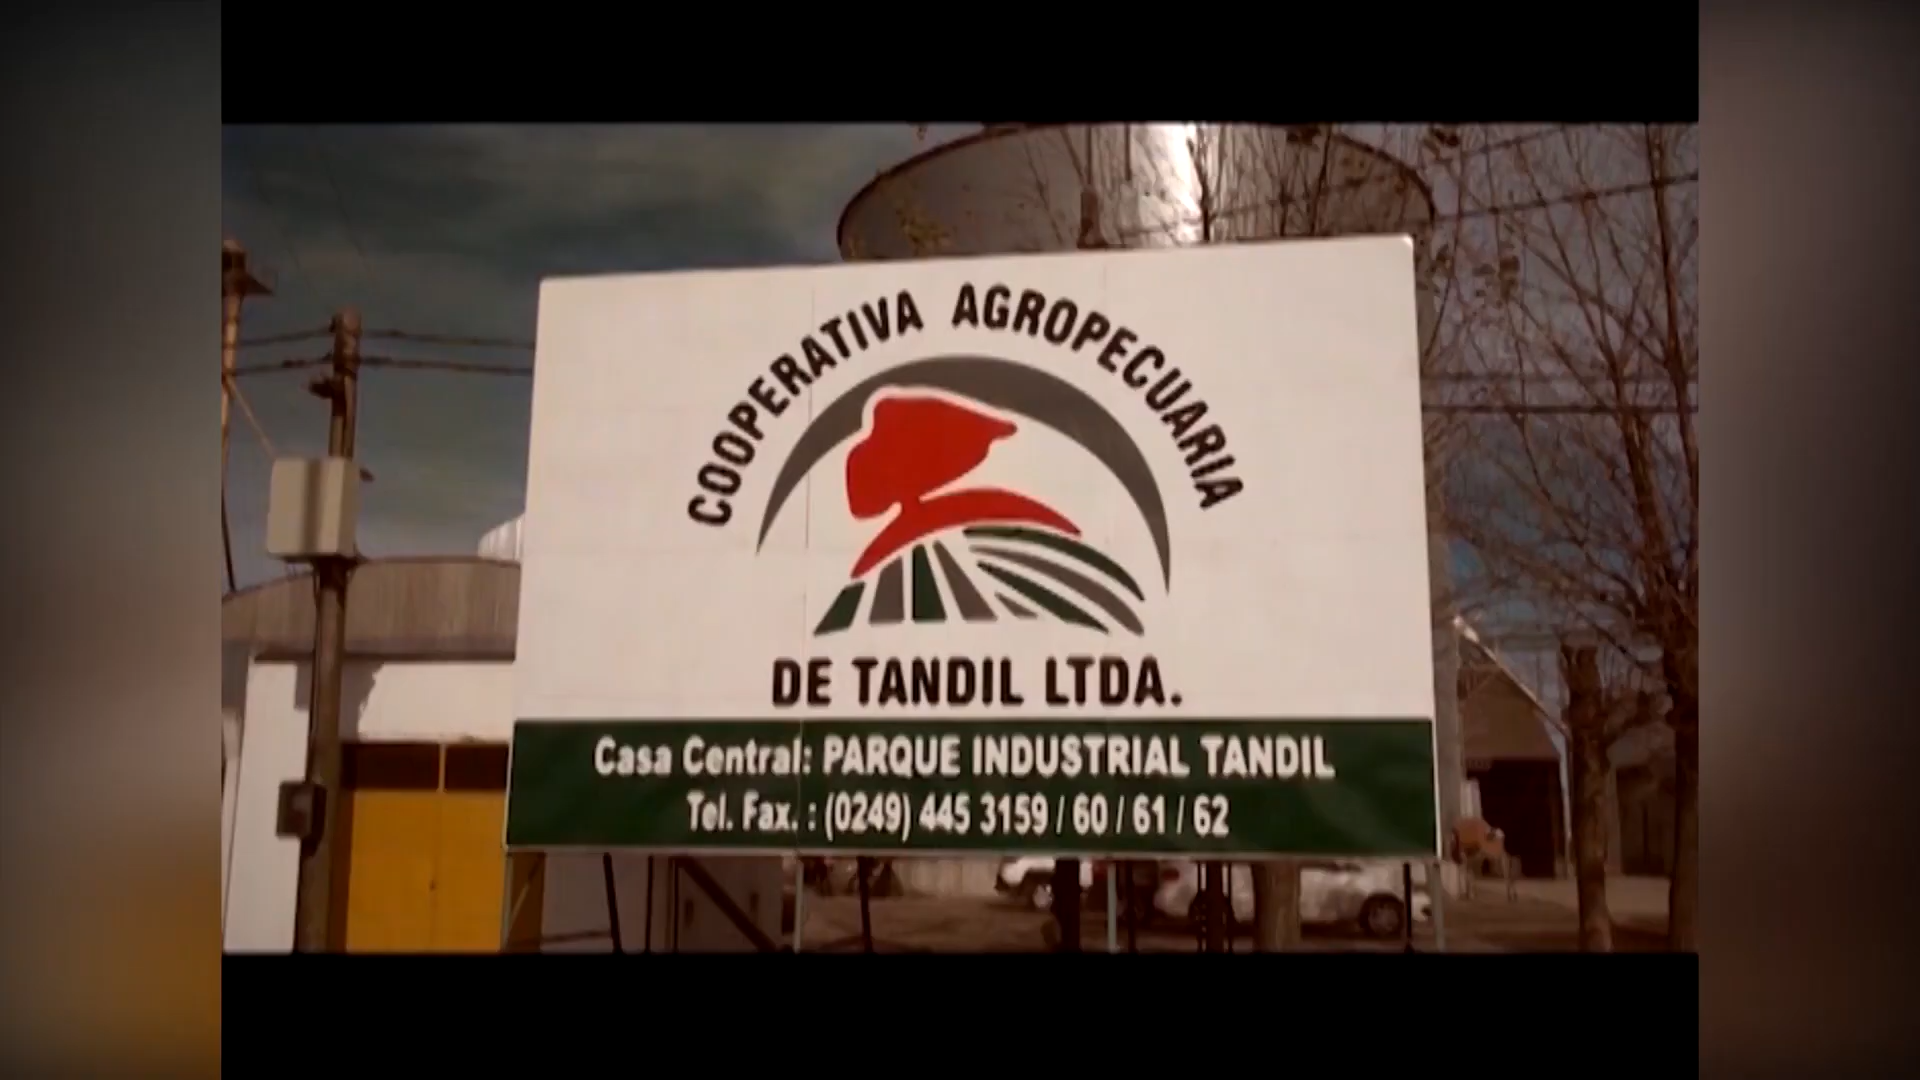 COOPERATIVA AGROPECUARIA
DE TANDIL LTDA.
Casa Central: PARQUE INDUSTRIAL TANDIL
Tel. Fax. : (0249) 445 3159 / 60 / 61 / 62